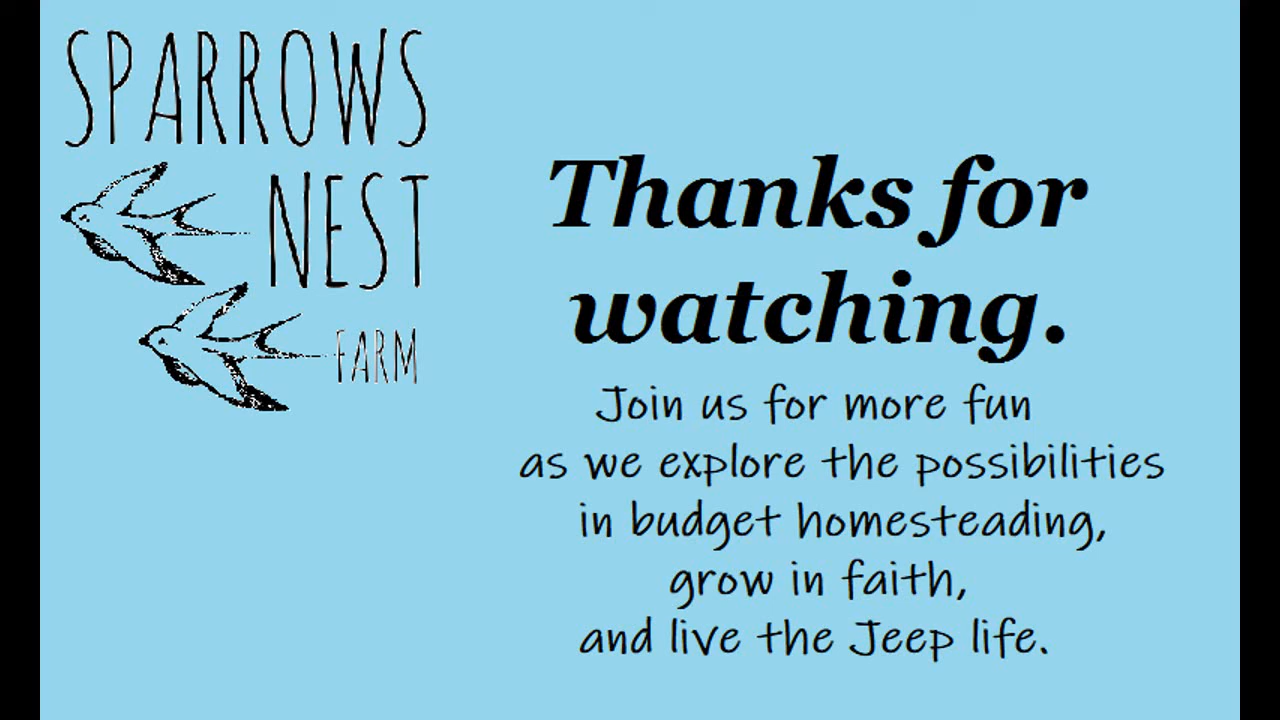 SPARROWS
NEST
FARM
Thanks for
watching.
Join us for more fun
as we explore the possibilities
in budget homesteading,
grow in faith,
and live the Jeep life.